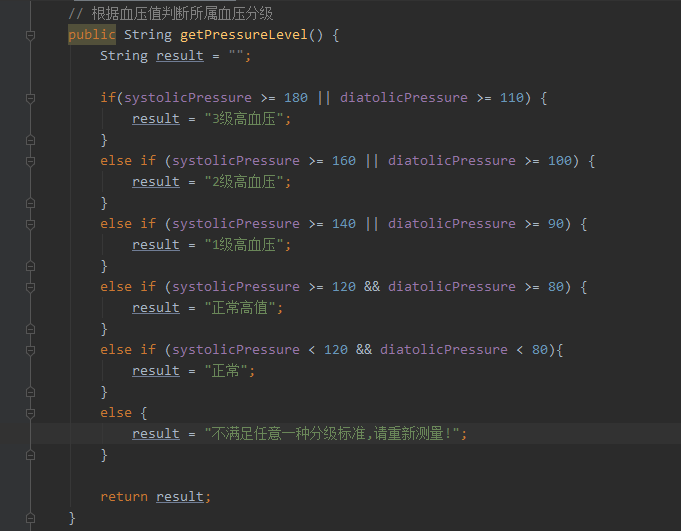 // 根据血压值判断所属血压分级
public String getPressureLevel() {
String result = "";
if(systolicPressure >= 180 || diatolicPressure >= 110) {
result = "3级高血压";
}
else if (systolicPressure >= 160 || diatolicPressure >= 100) {
result = "2级高血压";
}
else if (systolicPressure >= 140 || diatolicPressure >= 90) {
result = "1级高血压";
}
else if (systolicPressure >= 120 && diatolicPressure >= 80) {
result = "正常高值";
}
else if (systolicPressure < 120 && diatolicPressure < 80){
result = "正常";
}
else {
result = "不满足任意一种分级标准,请重新测量!";
}
return result;
}